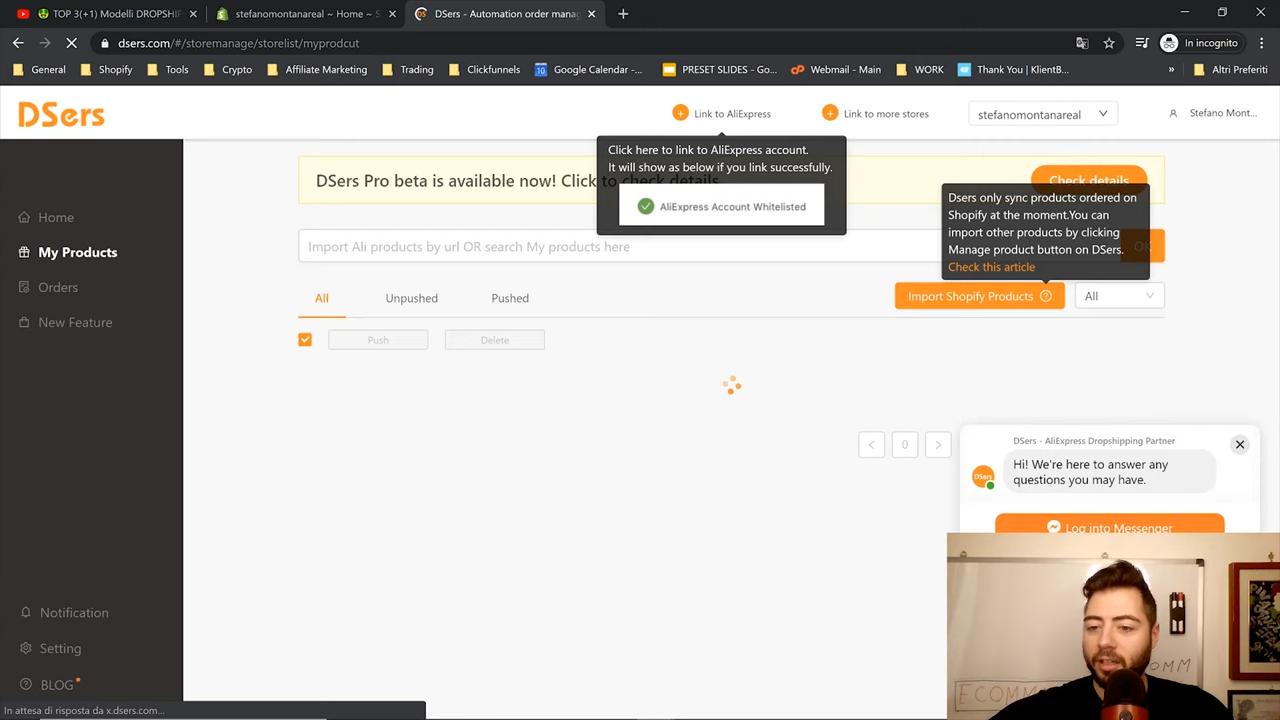 TOP 3(+1) Modelli DROPSHIP
stefanomontanareal ~ Home ~ S
DSers - Automation order mana
dsers.com/#/storemanage/storelist/myprodcut
In incognito
General
Shopify
Tools
Crypto
Affiliate Marketing
Trading
Clickfunnels
Google Calendar -...
PRESET SLIDES - Go...
Webmail - Main
WORK
Thank You | KlientB...
»
Altri Preferiti
DSers
Link to AliExpress
Link to more stores
stefanomontanareal
Stefano Mont...
Click here to link to AliExpress account.
It will show as below if you link successfully.
AliExpress Account Whitelisted
DSers Pro beta is available now! Click to check details
Check details
Dsers only sync products ordered on
Shopify at the moment.You can
import other products by clicking
Manage product button on DSers.
Check this article
Home
My Products
Orders
New Feature
Import Ali products by url OR search My products here
OK
All
Unpushed
Pushed
Import Shopify Products
All
Push
Delete
< 0 >
DSers - AliExpress Dropshipping Partner
Hi! We're here to answer any
questions you may have.
DSers
Log into Messenger
Notification
Setting
BLOG
In attesa di risposta da x.dsers.com...
ECOMM
OMM